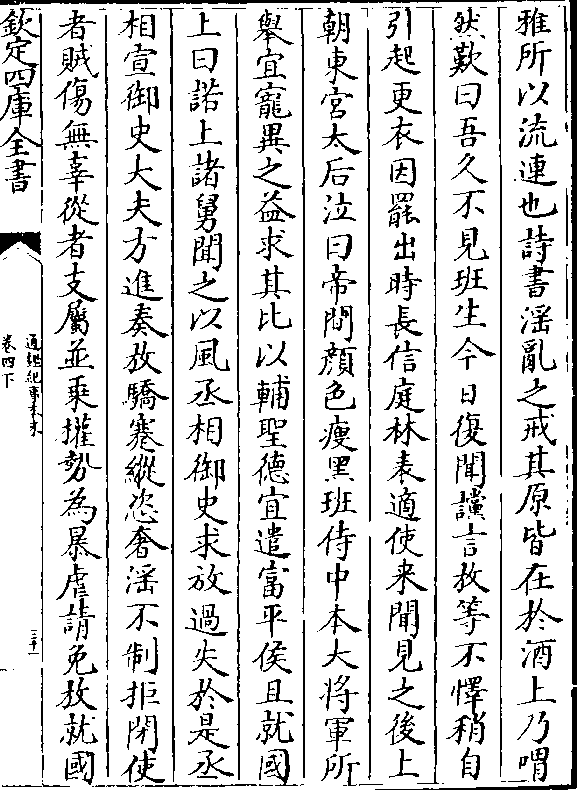 雅所以流連也詩書淫亂之戒其原皆在於酒上乃喟
然歎曰吾久不見班生今日復聞讜言放等不懌稍自
引起更衣因罷出時長信庭林表適使来聞見之後上
朝東宮太后泣曰帝間顔色瘦黑班侍中本大將軍所
舉宜寵異之益求其比以輔聖德宜遣富平侯且就國
上曰諾上諸舅聞之以風丞相御史求放過失於是丞
相宣御史大夫方進奏放驕蹇縱恣奢淫不制拒閉使
者賊傷無辜從者支屬並乘權勢為暴虐請免放就國
欽定四庫全書
通鑑紀事本末
卷四下
三十一